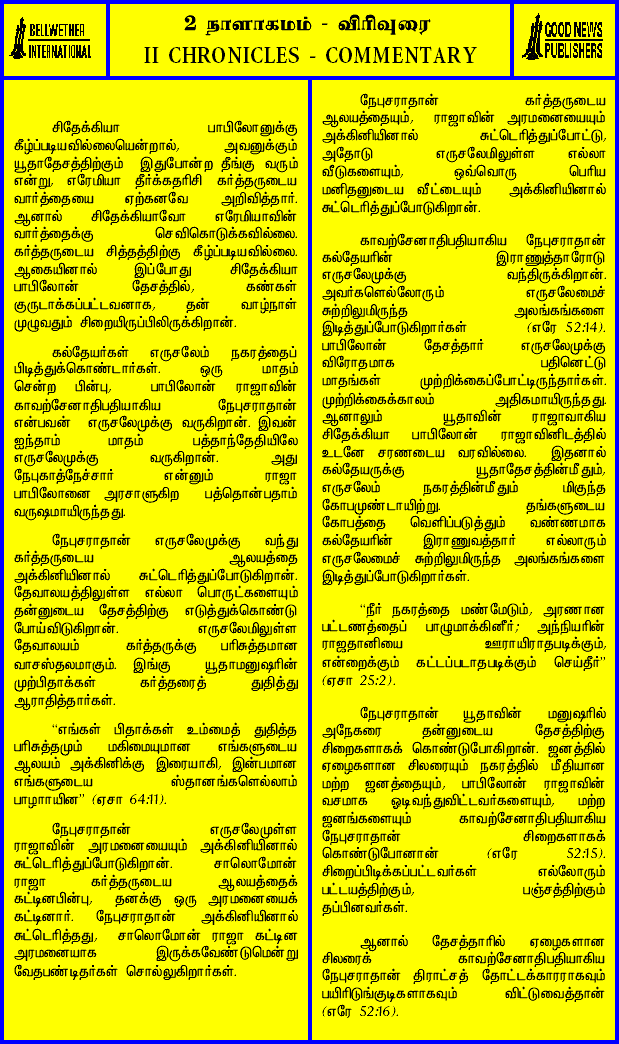 BELLWETHER
INTERNATIONAL
2 நாளாகமம் - விரிவுரை
II CHRONICLES - COMMENTARY
GOOD NEWS
PUBLISHERS
சிதேக்கியா பாபிலோனுக்கு
கீழ்ப்படியவில்லையென்றால், அவனுக்கும்
யூதாதேசத்திற்கும் இதுபோன்ற தீங்கு வரும்
என்று, எரேமியா தீர்க்கதரிசி கர்த்தருடைய
வார்த்தையை ஏற்கனவே அறிவித்தார்.
ஆனால் சிதேக்கியாவோ எரேமியாவின்
வார்த்தைக்கு செவிகொடுக்கவில்லை.
கர்த்தருடைய சித்தத்திற்கு கீழ்ப்படியவில்லை.
ஆகையினால் இப்போது சிதேக்கியா
பாபிலோன் தேசத்தில், கண்கள்
குருடாக்கப்பட்டவனாக, தன் வாழ்நாள்
முழுவதும் சிறையிருப்பிலிருக்கிறான்.
கல்தேயர்கள் எருசலேம் நகரத்தைப்
பிடித்துக்கொண்டார்கள். ஒரு மாதம்
சென்ற பின்பு, பாபிலோன் ராஜாவின்
காவற்சேனாதிபதியாகிய நேபுசராதான்
என்பவன் எருசலேமுக்கு வருகிறான். இவன்
ஐந்தாம் மாதம் பத்தாந்தேதியிலே
எருசலேமுக்கு வருகிறான். அது
நேபுகாத்நேச்சார் என்னும் ராஜா
பாபிலோனை அரசாளுகிற பத்தொன்பதாம்
வருஷமாயிருந்தது.
நேபுசராதான் எருசலேமுக்கு வந்து
கர்த்தருடைய ஆலயத்தை
அக்கினியினால் சுட்டெரித்துப்போடுகிறான்.
தேவாலயத்திலுள்ள எல்லா பொருட்களையும்
தன்னுடைய தேசத்திற்கு எடுத்துக்கொண்டு
போய்விடுகிறான். எருசலேமிலுள்ள
தேவாலயம் கர்த்தருக்கு பரிசுத்தமான
வாசஸ்தலமாகும். இங்கு யூதாமனுஷரின்
முற்பிதாக்கள் கர்த்தரைத் துதித்து
ஆராதித்தார்கள்.
“எங்கள் பிதாக்கள் உம்மைத் துதித்த
பரிசுத்தமும் மகிமையுமான எங்களுடைய
ஆலயம் அக்கினிக்கு இரையாகி, இன்பமான
எங்களுடைய ஸ்தானங்களெல்லாம்
பாழாயின” (ஏசா 64:11).
நேபுசராதான் எருசலேமுள்ள
ராஜாவின் அரமனையையும் அக்கினியினால்
சுட்டெரித்துப்போடுகிறான். சாலொமோன்
ராஜா கர்த்தருடைய ஆலயத்தைக்
கட்டினபின்பு, தனக்கு ஒரு அரமனையைக்
கட்டினார். நேபுசராதான் அக்கினியினால்
சுட்டெரித்தது, சாலொமோன் ராஜா கட்டின
அரமனையாக இருக்கவேண்டுமென்று
வேதபண்டிதர்கள் சொல்லுகிறார்கள்.
நேபுசராதான் கர்த்தருடைய
ஆலயத்தையும், ராஜாவின் அரமனையையும்
அக்கினியினால் சுட்டெரித்துப்போட்டு,
அதோடு எருசலேமிலுள்ள எல்லா
வீடுகளையும், ஒவ்வொரு பெரிய
மனிதனுடைய வீட்டையும் அக்கினியினால்
சுட்டெரித்துப்போடுகிறான்.
காவற்சேனாதிபதியாகிய நேபுசராதான்
கல்தேயரின் இராணுத்தாரோடு
எருசலேமுக்கு வந்திருக்கிறான்.
அவர்களெல்லோரும் எருசலேமைச்
சுற்றிலுமிருந்த அலங்கங்களை
இடித்துப்போடுகிறார்கள் (எரே 52:14).
பாபிலோன் தேசத்தார் எருசலேமுக்கு
விரோதமாக பதினெட்டு
மாதங்கள் முற்றிக்கைப்போட்டிருந்தார்கள்.
முற்றிக்கைக்காலம் அதிகமாயிருந்தது.
ஆனாலும் யூதாவின் ராஜாவாகிய
சிதேக்கியா பாபிலோன் ராஜாவினிடத்தில்
உடனே சரணடைய வரவில்லை. இதனால்
கல்தேயருக்கு யூதாதேசத்தின்மீதும்,
எருசலேம் நகரத்தின்மீதும் மிகுந்த
கோபமுண்டாயிற்று. தங்களுடைய
கோபத்தை வெளிப்படுத்தும் வண்ணமாக
கல்தேயரின் இராணுவத்தார் எல்லாரும்
எருசலேமைச் சுற்றிலுமிருந்த அலங்கங்களை
இடித்துப்போடுகிறார்கள்.
“நீர் நகரத்தை மண்மேடும், அரணான
பட்டணத்தைப் பாழுமாக்கினீர்; அந்நியரின்
ராஜதானியை ஊராயிராதபடிக்கும்,
என்றைக்கும் கட்டப்படாதபடிக்கும் செய்தீர்”
(ஏசா 25:2).
நேபுசராதான் யூதாவின் மனுஷரில்
அநேகரை தன்னுடைய தேசத்திற்கு
சிறைகளாகக் கொண்டுபோகிறான். ஜனத்தில்
ஏழைகளான சிலரையும் நகரத்தில் மீதியான
மற்ற ஜனத்தையும், பாபிலோன் ராஜாவின்
வசமாக ஓடிவந்துவிட்டவர்களையும், மற்ற
ஜனங்களையும் காவற்சேனாதிபதியாகிய
நேபுசராதான் சிறைகளாகக்
கொண்டுபோனான் (எரே 52:15).
சிறைப்பிடிக்கப்பட்டவர்கள் எல்லோரும்
பட்டயத்திற்கும், பஞ்சத்திற்கும்
தப்பினவர்கள்.
ஆனால் தேசத்தாரில் ஏழைகளான
சிலரைக் காவற்சேனாதிபதியாகிய
நேபுசராதான் திராட்சத் தோட்டக்காரராகவும்
பயிரிடுங்குடிகளாகவும் விட்டுவைத்தான்
(எரே 52:16).